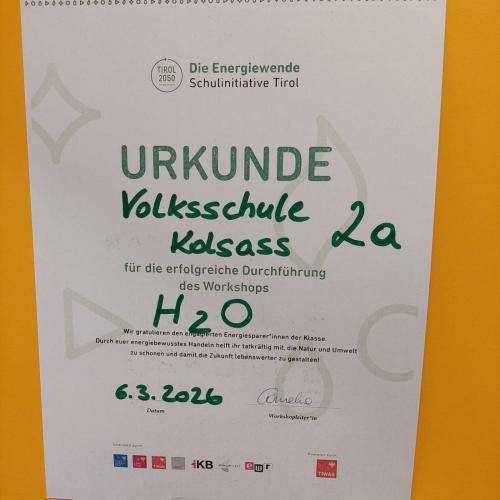 TIROL
2050
Die Energiewende
Schulinitiative Tirol
URKUNDE
Volksschule
Kolsass 2a
für die erfolgreiche Durchführung
des Workshops
H2O
Wir gratulieren den engagierten Energiesparer*innen der Klasse.
Durch euer energiebewusstes Handeln helft ihr tatkräftig mit, die Natur und Umwelt
zu schonen und damit die Zukunft lebenswerter zu gestalten!
6.3.2026
Datum
Workshopleiter*in
IKB
TIWAG